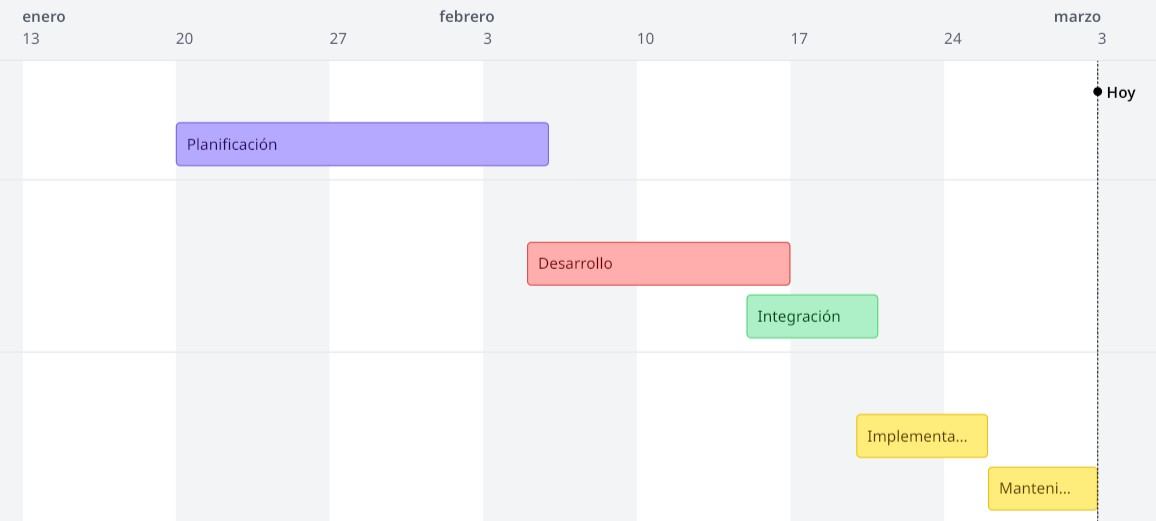 enero febrero marzo
13 20 27 3 10 17 24 3
Hoy
Planificación
Desarrollo
Integración
Implementa...
Manteni...